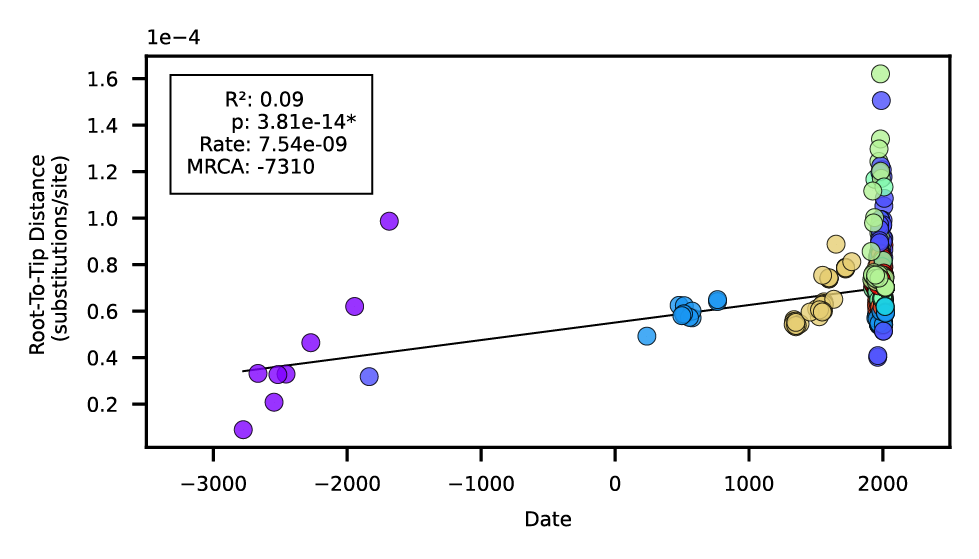 1e−4
R²: 0.09
p: 3.81e-14*
Rate: 7.54e-09
MRCA: -7310
Root-To-Tip Distance
(substitutions/site)
1.6
1.4
1.2
1.0
0.8
0.6
0.4
0.2
−3000 −2000 −1000 0 1000 2000
Date